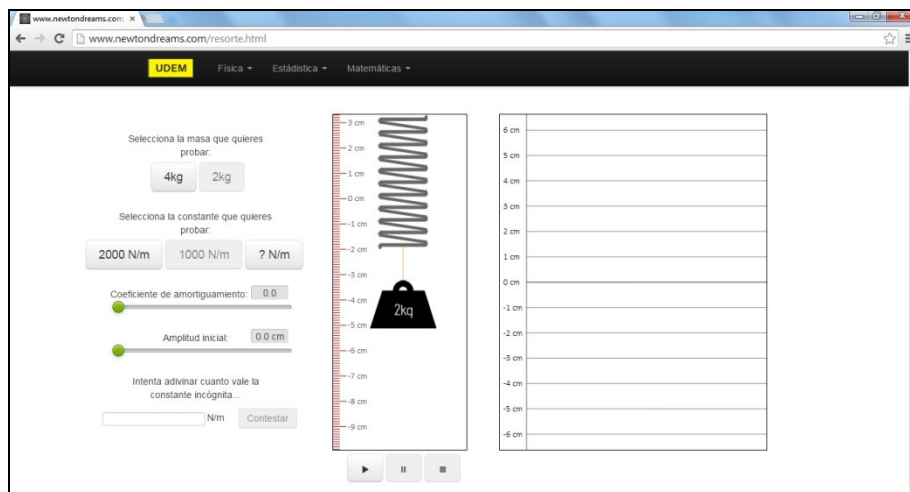 www.newtondreams.com ×
www.newtondreams.com/resorte.html
UDEM Física Estádistica Matemáticas
Selecciona la masa que quieres
probar:
4kg 2kg
Selecciona la constante que quieres
probar:
2000 N/m 1000 N/m ? N/m
Coeficiente de amortiguamiento: 0.0
Amplitud inicial: 0.0 cm
Intenta adivinar cuanto vale la
constante incógnita...
N/m Contestar
3 cm
2 cm
1 cm
0 cm
-1 cm
-2 cm
-3 cm
-4 cm
-5 cm
-6 cm
-7 cm
-8 cm
-9 cm
2kg
6 cm
5 cm
4 cm
3 cm
2 cm
1 cm
0 cm
-1 cm
-2 cm
-3 cm
-4 cm
-5 cm
-6 cm